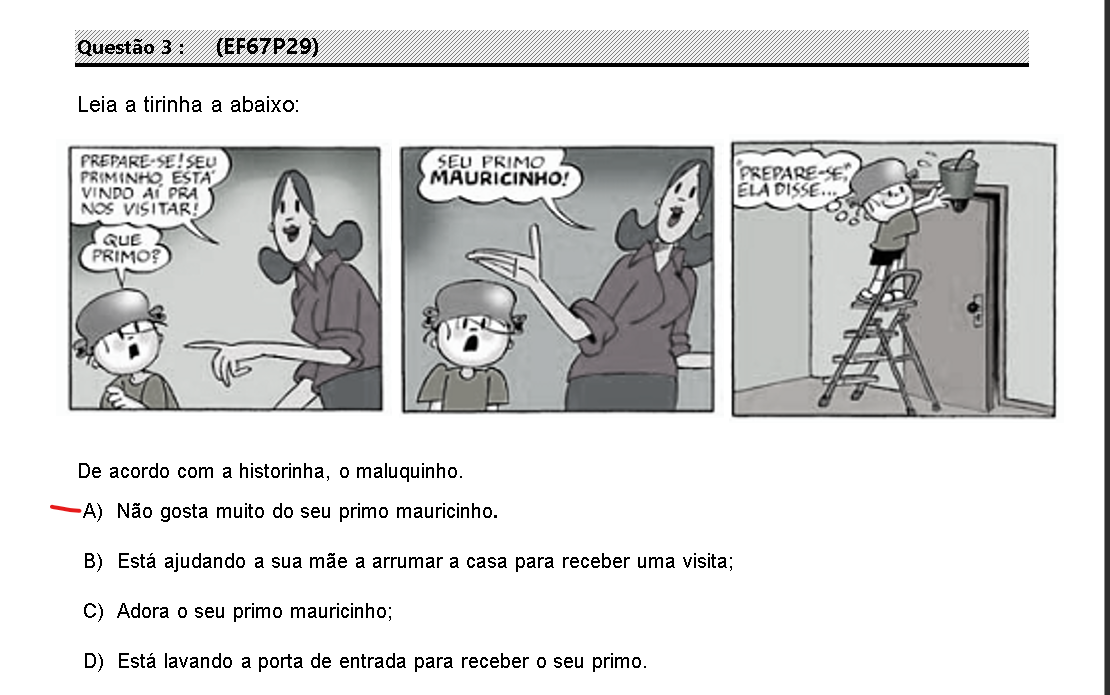 Questão 3 : (EF67P29)
Leia a tirinha a abaixo:
PREPARE-SE! SEU
PRIMINHO ESTÁ
VINDO AÍ PRA
NOS VISITAR!
QUE
PRIMO?
SEU PRIMO
MAURICINHO!
"PREPARE-SE,"
ELA DISSE...
De acordo com a historinha, o maluquinho.
A) Não gosta muito do seu primo mauricinho.
B) Está ajudando a sua mãe a arrumar a casa para receber uma visita;
C) Adora o seu primo mauricinho;
D) Está lavando a porta de entrada para receber o seu primo.